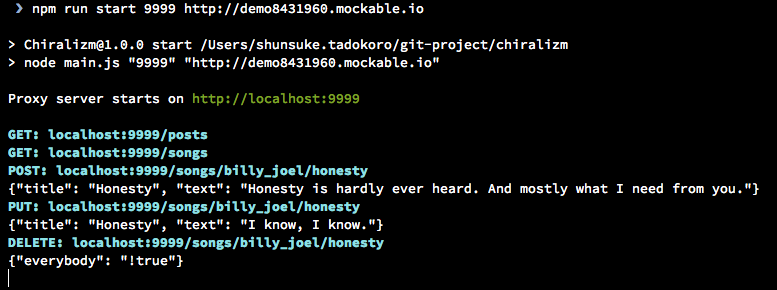 ❯ npm run start 9999 http://demo8431960.mockable.io
> Chiralizm@1.0.0 start /Users/shunsuke.tadokoro/git-project/chiralizm
> node main.js "9999" "http://demo8431960.mockable.io"
Proxy server starts on http://localhost:9999
GET: localhost:9999/posts
GET: localhost:9999/songs
POST: localhost:9999/songs/billy_joel/honesty
{"title": "Honesty", "text": "Honesty is hardly ever heard. And mostly what I need from you."}
PUT: localhost:9999/songs/billy_joel/honesty
{"title": "Honesty", "text": "I know, I know."}
DELETE: localhost:9999/songs/billy_joel/honesty
{"everybody": "!true"}